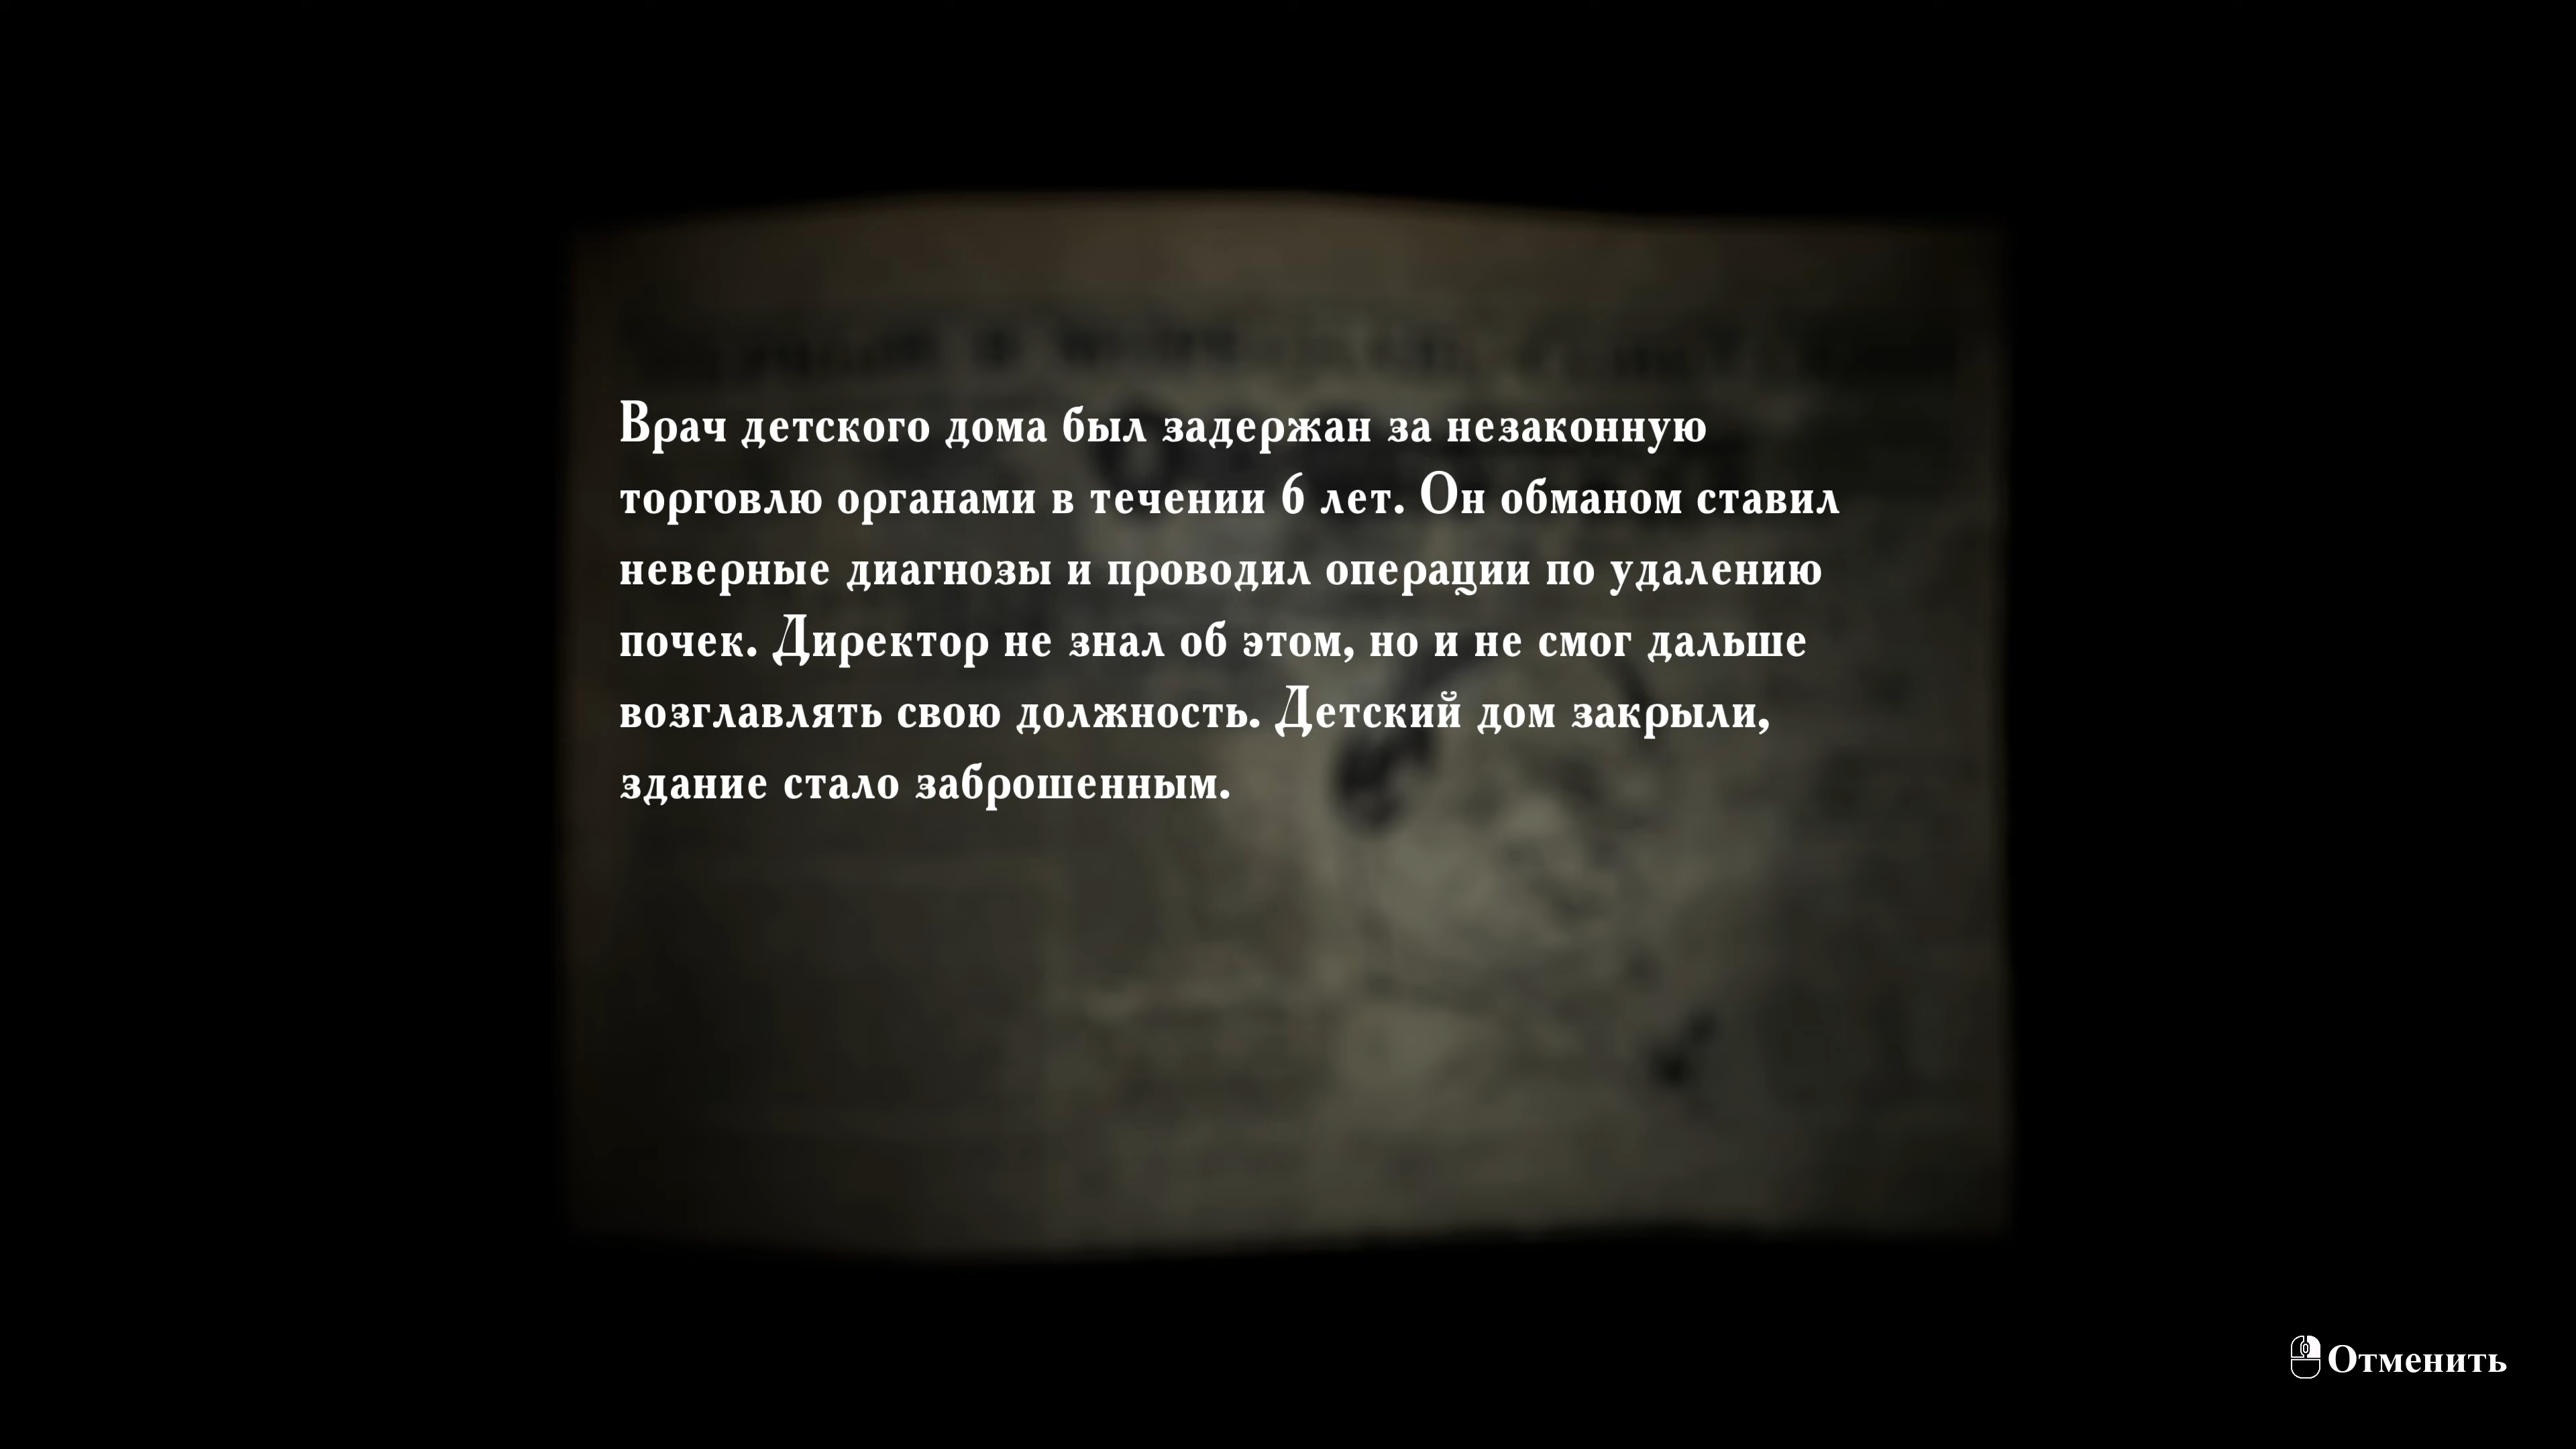 Врач детского дома был задержан за незаконную
торговлю органами в течении 6 лет. Он обманом ставил
неверные диагнозы и проводил операции по удалению
почек. Директор не знал об этом, но и не смог дальше
возглавлять свою должность. Детский дом закрыли,
здание стало заброшенным.
Отменить